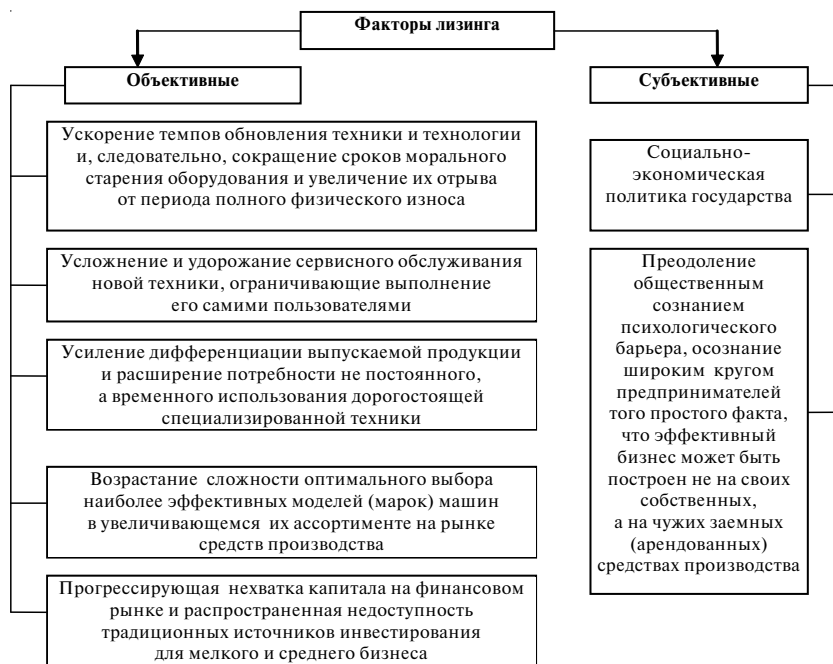 Факторы лизинга
Объективные
Субъективные
Ускорение темпов обновления техники и технологии
и, следовательно, сокращение сроков морального
старения оборудования и увеличение их отрыва
от периода полного физического износа
Усложнение и удорожание сервисного обслуживания
новой техники, ограничивающие выполнение
его самими пользователями
Усиление дифференциации выпускаемой продукции
и расширение потребности не постоянного,
а временного использования дорогостоящей
специализированной техники
Возрастание сложности оптимального выбора
наиболее эффективных моделей (марок) машин
в увеличивающемся их ассортименте на рынке
средств производства
Прогрессирующая нехватка капитала на финансовом
рынке и распространенная недоступность
традиционных источников инвестирования
для мелкого и среднего бизнеса
Социально-
экономическая
политика государства
Преодоление
общественным
сознанием
психологического
барьера, осознание
широким кругом
предпринимателей
того простого факта,
что эффективный
бизнес может быть
построен не на своих
собственных,
а на чужих заемных
(арендованных)
средствах производства